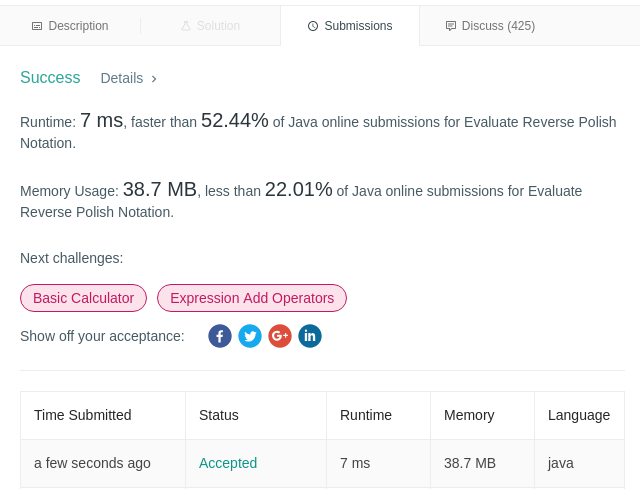 Description
Solution
Submissions
Discuss (425)
Success
Details >
Runtime: 7 ms, faster than 52.44% of Java online submissions for Evaluate Reverse Polish
Notation.
Memory Usage: 38.7 MB, less than 22.01% of Java online submissions for Evaluate
Reverse Polish Notation.
Next challenges:
Basic Calculator
Expression Add Operators
Show off your acceptance:
Time Submitted Status Runtime Memory Language
a few seconds ago Accepted 7 ms 38.7 MB java